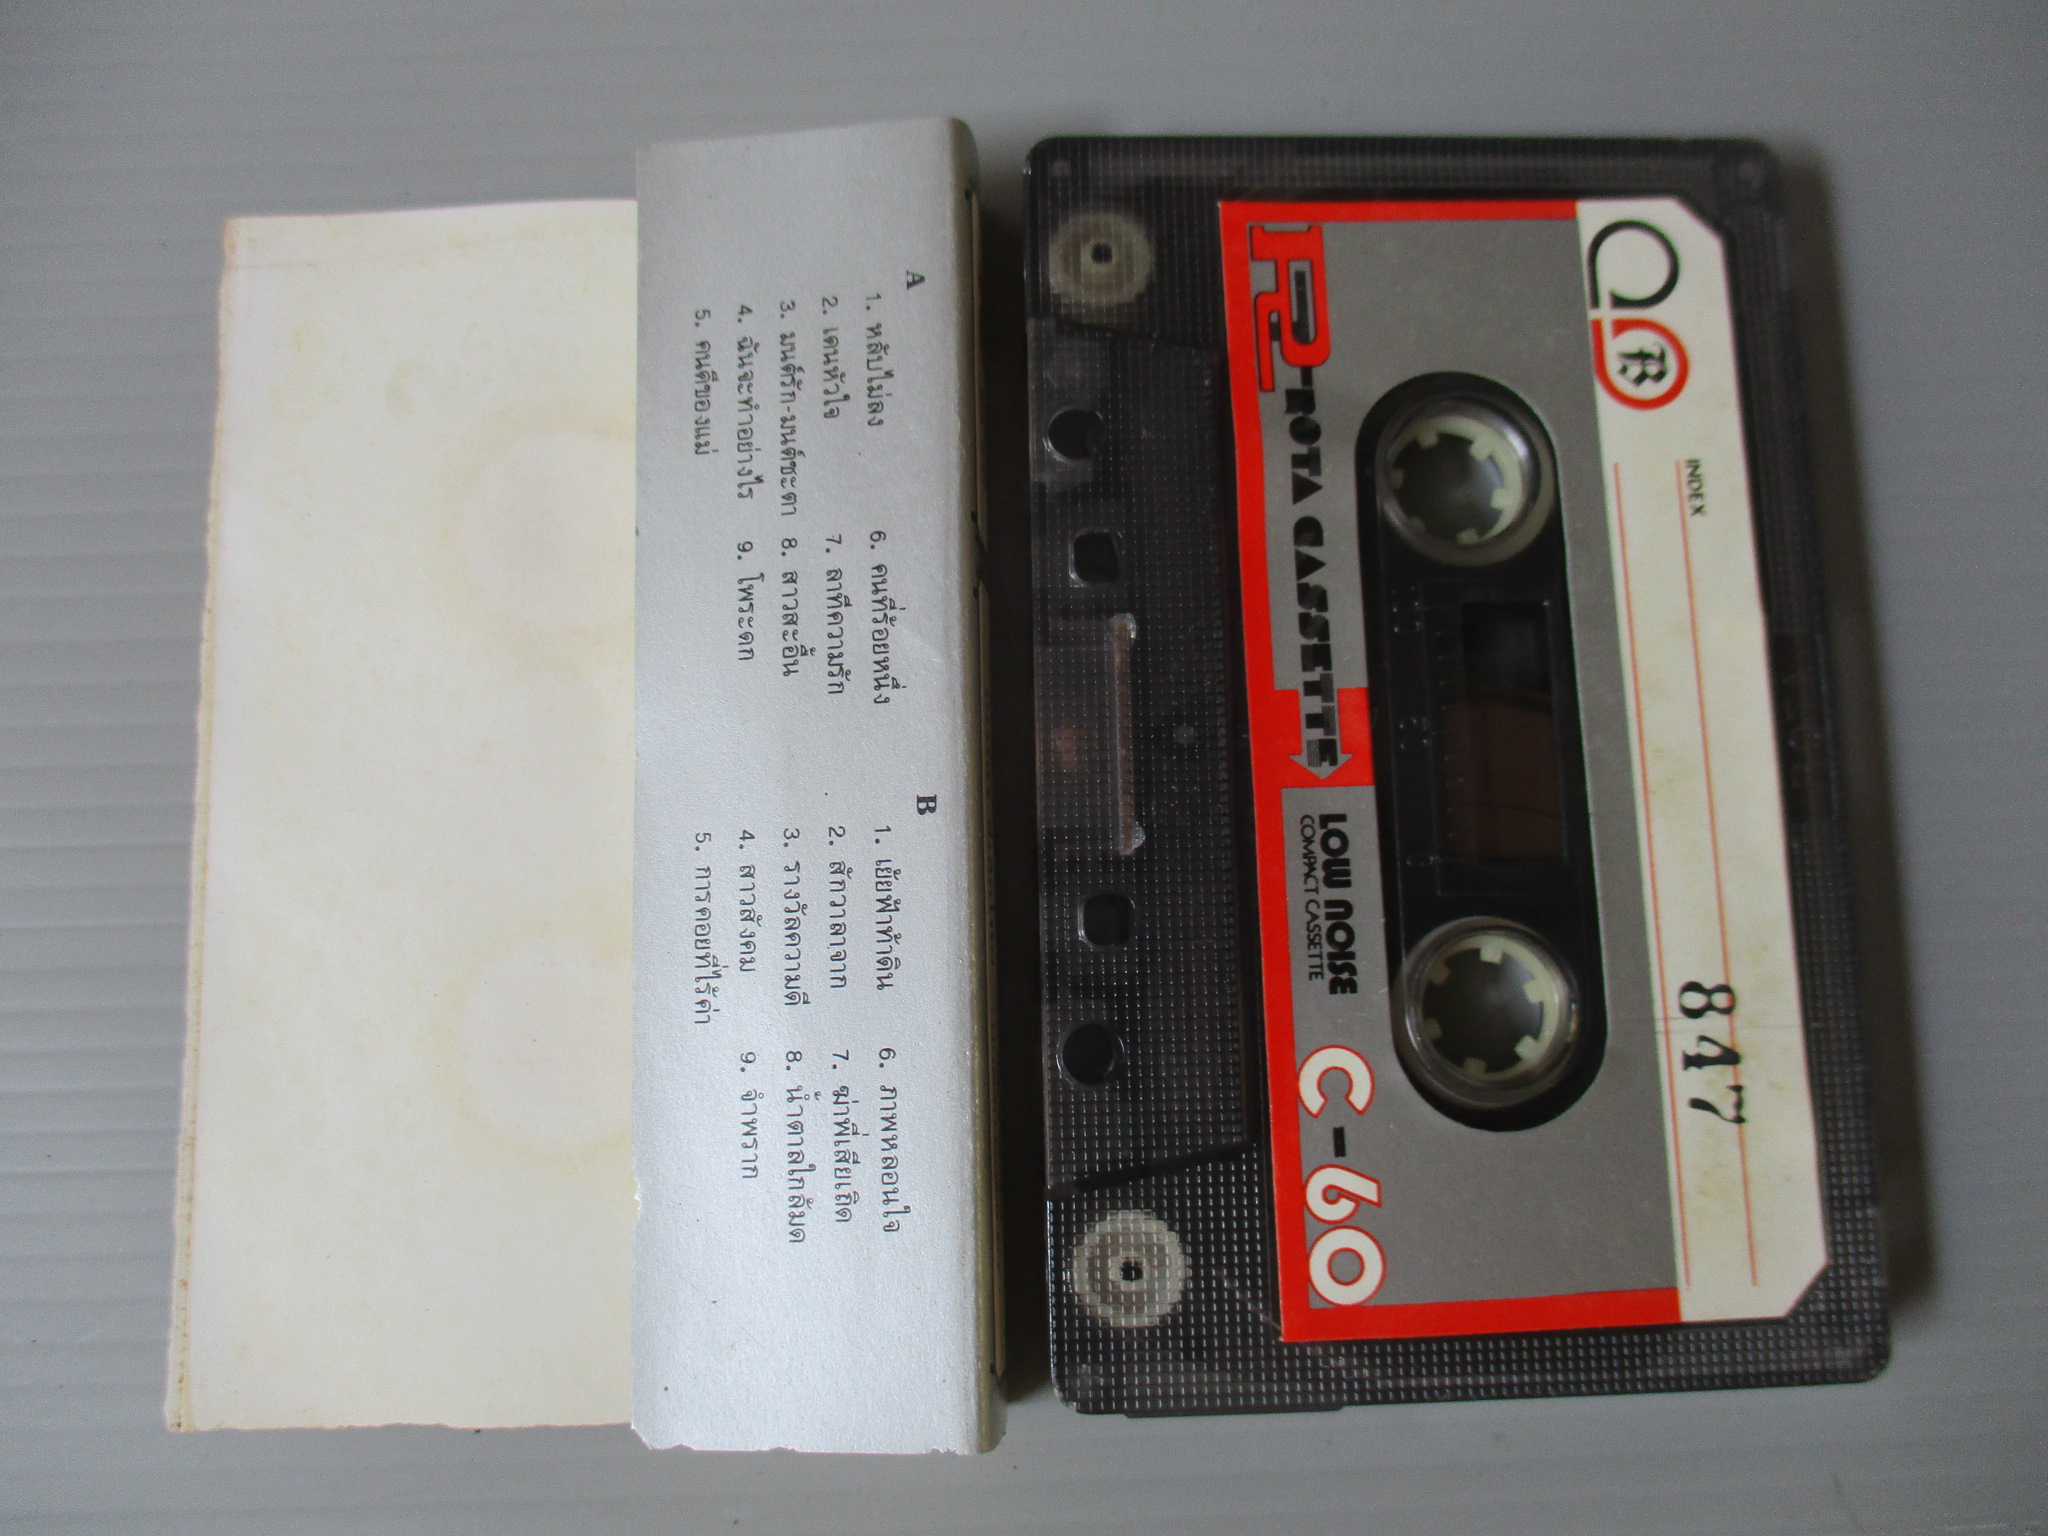 A
1. หลับไม่ลง
2. เดนหัวใจ
3. มนต์รัก-มนต์ชะตา
4. ฉันจะทำอย่างไร
5. คนดีของแม่
6. คนที่ร้อยหนึ่ง
7. ลาทีความรัก
8. สาวสะอื้น
9. โพระดก
B
1. เย้ยฟ้าท้าดิน
2. สักวาลาจาก
3. รางวัลความดี
4. สาวสังคม
5. การคอยที่ไร้ค่า
6. ภาพหลอนใจ
7. ฆ่าพี่เสียเถิด
8. น้ำตาลใกล้มด
9. จำพราก
B
INDEX
847
ROTA CASSETTE
LOW NOISE
COMPACT CASSETTE
C-60